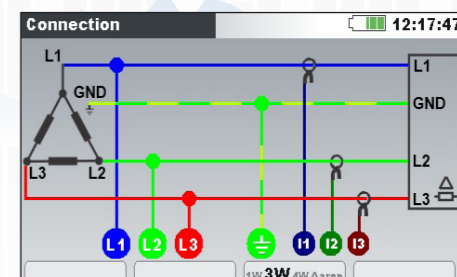 Connection 12:17:47
L1 L1
GND GND
L3 L2 L2
L3
L1 L2 L3 I1 I2 I3
1W 3W 4W Aaron